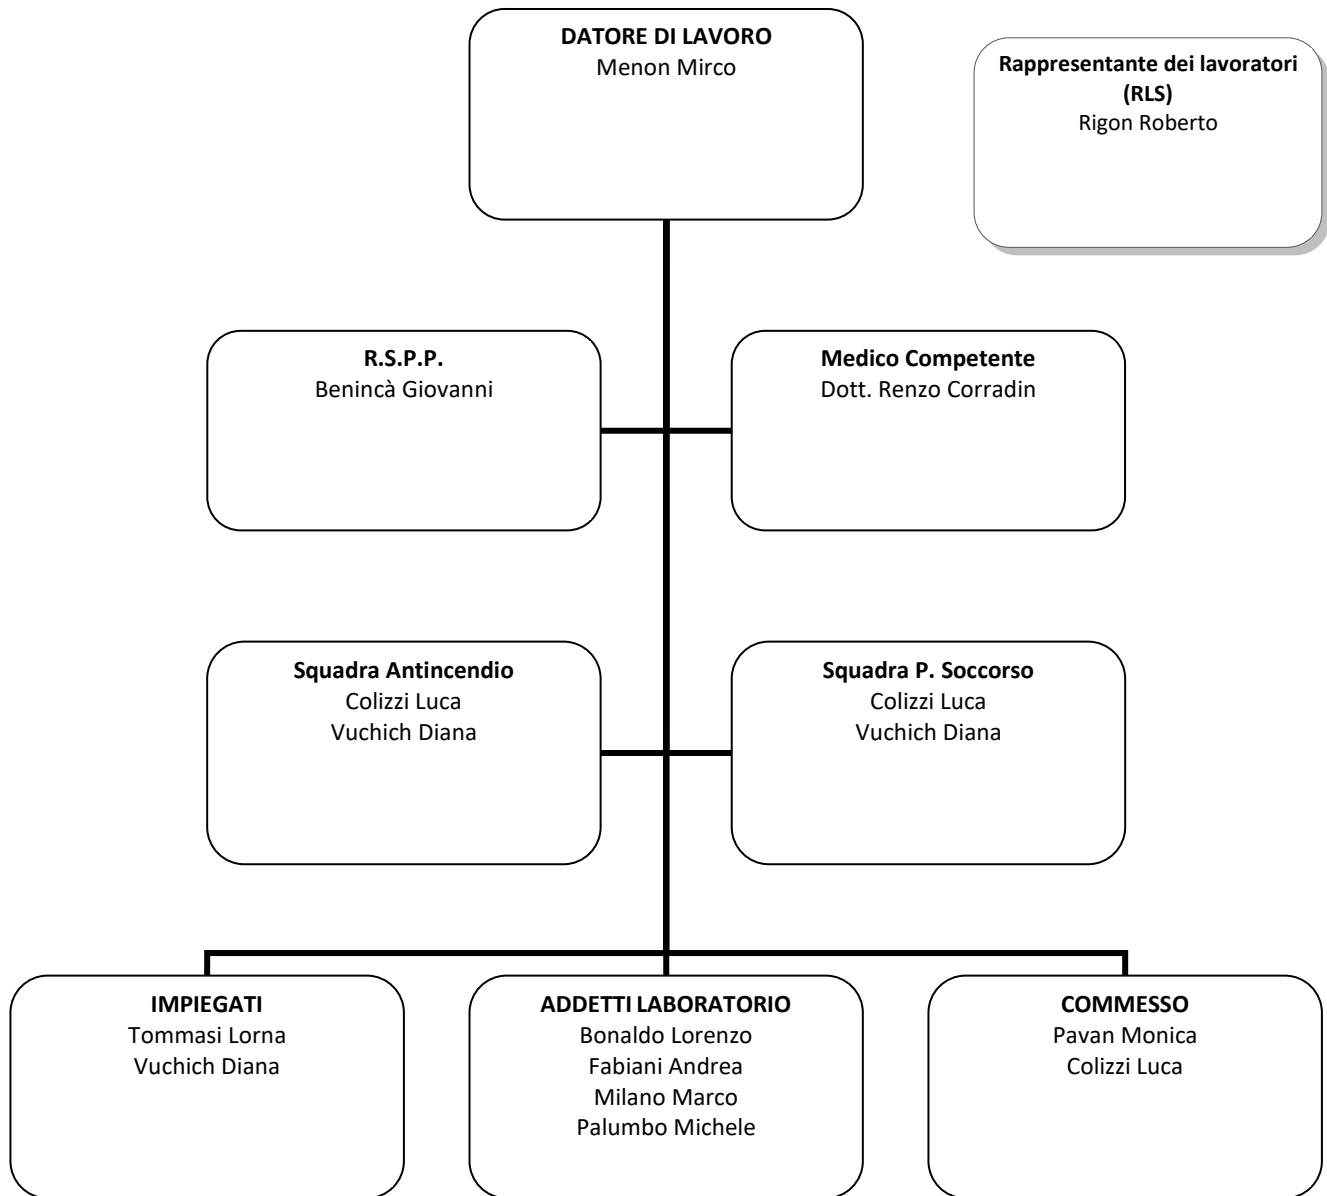 DATORE DI LAVORO
Menon Mirco
Rappresentante dei lavoratori
(RLS)
Rigon Roberto
R.S.P.P.
Benincà Giovanni
Medico Competente
Dott. Renzo Corradin
Squadra Antincendio
Colizzi Luca
Vuchich Diana
Squadra P. Soccorso
Colizzi Luca
Vuchich Diana
IMPIEGATI
Tommasi Lorna
Vuchich Diana
ADDETTI LABORATORIO
Bonaldo Lorenzo
Fabiani Andrea
Milano Marco
Palumbo Michele
COMMESSO
Pavan Monica
Colizzi Luca